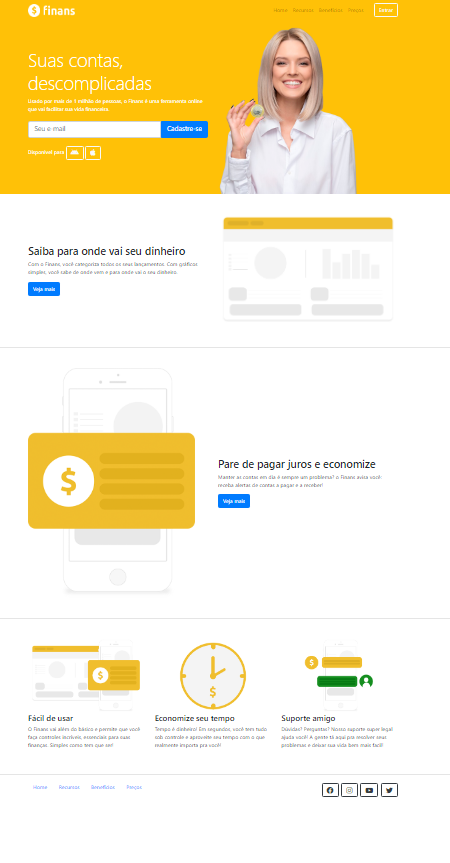 finans
Home Recursos Benefícios Preços Entrar
Suas contas,
descomplicadas
Usado por mais de 1 milhão de pessoas, o Finans é uma ferramenta online
que vai facilitar sua vida financeira.
Seu e-mail Cadastre-se
Disponível para
Saiba para onde vai seu dinheiro
Com o Finans, você categoriza todos os seus lançamentos. Com gráficos
simples, você sabe de onde vem e para onde vai o seu dinheiro.
Veja mais
Pare de pagar juros e economize
Manter as contas em dia é sempre um problema? o Finans avisa você
receba alertas de contas a pagar e a receber!
Veja mais
Fácil de usar
O Finans vai além do básico e permite que você
faça controles incríveis, essenciais para suas
finanças. Simples como tem que ser!
Economize seu tempo
Tempo é dinheiro! Em segundos, você tem tudo
sob controle e aproveita seu tempo com o que
realmente importa pra você!
Suporte amigo
Dúvidas? Perguntas? Nosso suporte super legal
ajuda você! A gente tá aqui pra resolver seus
problemas e deixar sua vida bem mais fácil!
Home Recursos Benefícios Preços